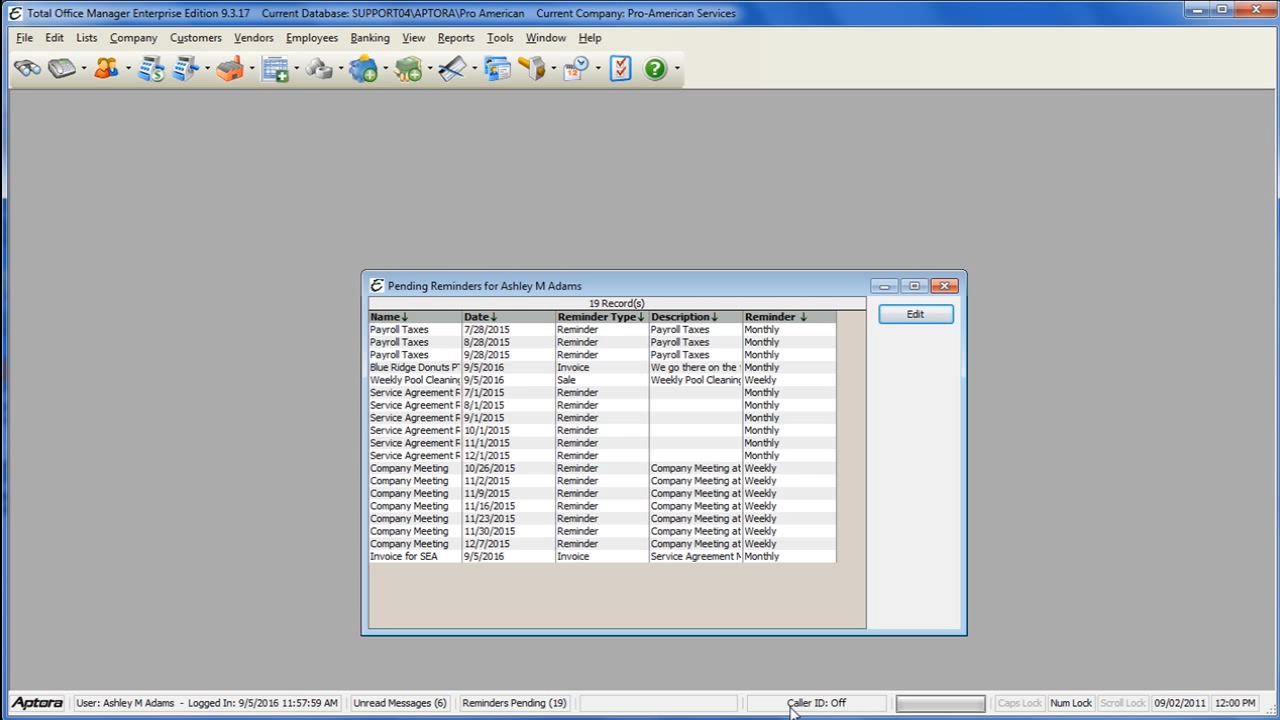 Total Office Manager Enterprise Edition 9.3.17 Current Database: SUPPORT04\APTORA\Pro American Current Company: Pro-American Services
File Edit Lists Company Customers Vendors Employees Banking View Reports Tools Window Help
Pending Reminders for Ashley M Adams
19 Record(s)
Edit
Name Date Reminder Type Description Reminder
Payroll Taxes 7/28/2015 Reminder Payroll Taxes Monthly
Payroll Taxes 8/28/2015 Reminder Payroll Taxes Monthly
Payroll Taxes 9/28/2015 Reminder Payroll Taxes Monthly
Blue Ridge Donuts PT 9/5/2016 Invoice We go there on the Monthly
Weekly Pool Cleaning 9/5/2016 Sale Weekly Pool Cleaning Weekly
Service Agreement R 7/1/2015 Reminder Monthly
Service Agreement R 8/1/2015 Reminder Monthly
Service Agreement R 9/1/2015 Reminder Monthly
Service Agreement R 10/1/2015 Reminder Monthly
Service Agreement R 11/1/2015 Reminder Monthly
Service Agreement R 12/1/2015 Reminder Monthly
Company Meeting 10/26/2015 Reminder Company Meeting at Weekly
Company Meeting 11/2/2015 Reminder Company Meeting at Weekly
Company Meeting 11/9/2015 Reminder Company Meeting at Weekly
Company Meeting 11/16/2015 Reminder Company Meeting at Weekly
Company Meeting 11/23/2015 Reminder Company Meeting at Weekly
Company Meeting 11/30/2015 Reminder Company Meeting at Weekly
Company Meeting 12/7/2015 Reminder Company Meeting at Weekly
Invoice for SEA 9/5/2016 Invoice Service Agreement Monthly
Aptora User: Ashley M Adams - Logged In: 9/5/2016 11:57:59 AM Unread Messages (6) Reminders Pending (19) Caller ID: Off Caps Lock Num Lock Scroll Lock 09/02/2011 12:00 PM